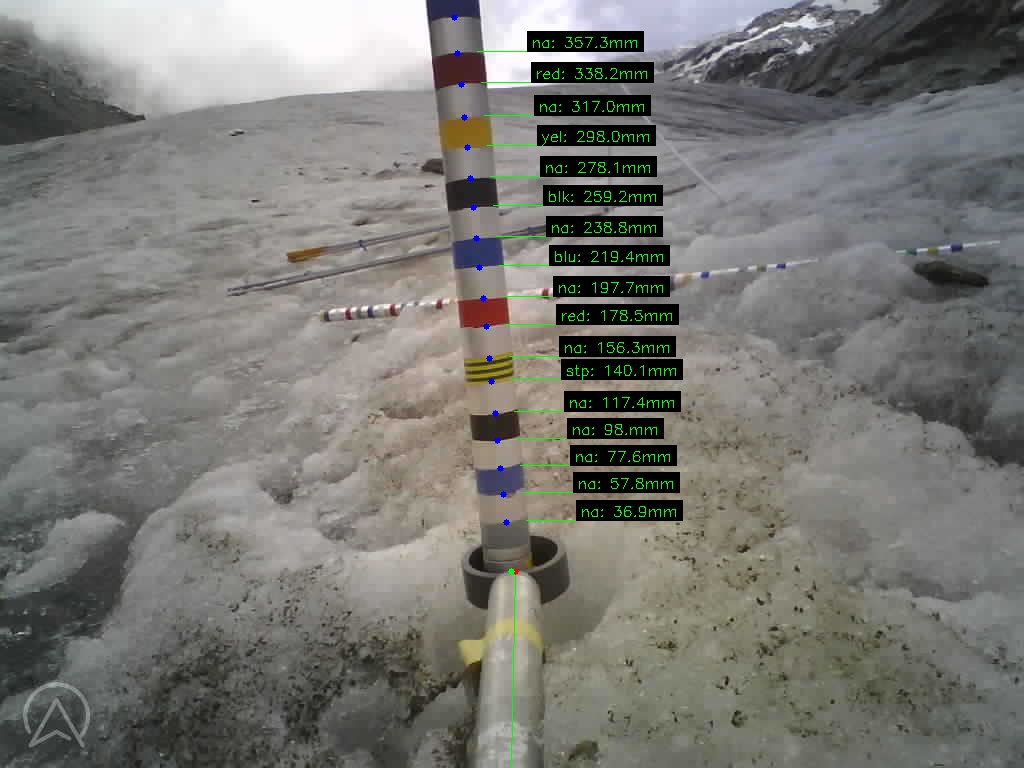 na: 357.3mm
red: 338.2mm
na: 317.0mm
yel: 298.0mm
na: 278.1mm
blk: 259.2mm
na: 238.8mm
blu: 219.4mm
na: 197.7mm
red: 178.5mm
na: 156.3mm
stp: 140.1mm
na: 117.4mm
na: 98.mm
na: 77.6mm
na: 57.8mm
na: 36.9mm